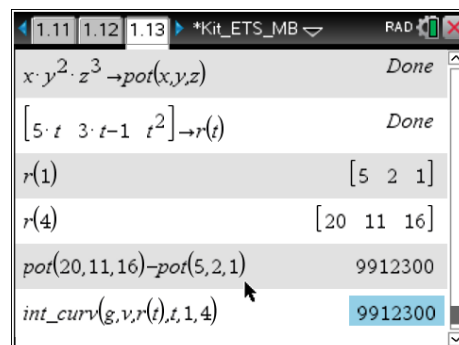 1.11 1.12 1.13 *Kit_ETS_MB RAD
x·y²·z³→pot(x,y,z) Done
[5·t 3·t−1 t²]→r(t) Done
r(1) [5 2 1]
r(4) [20 11 16]
pot(20,11,16)−pot(5,2,1) 9912300
int_curv(g,v,r(t),t,1,4) 9912300